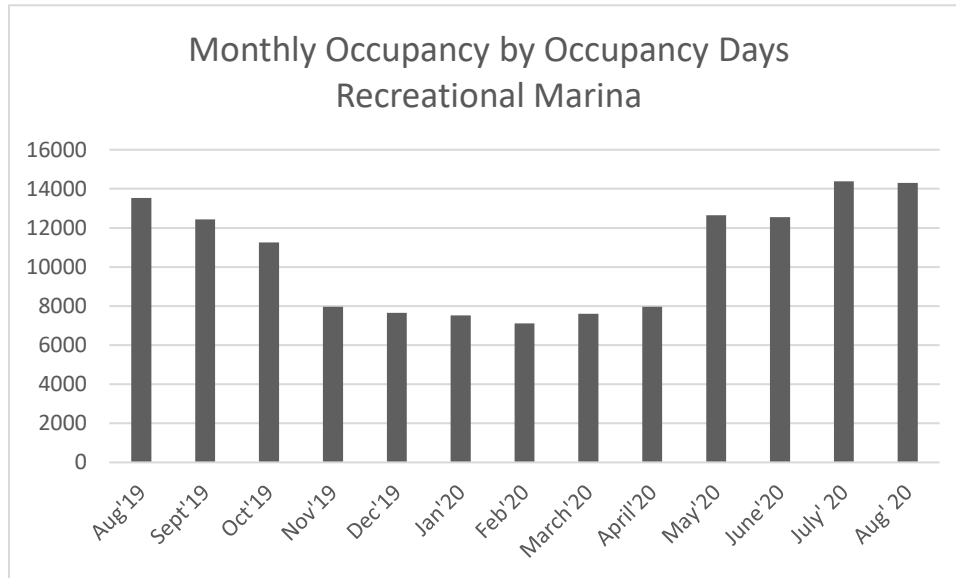 Monthly Occupancy by Occupancy Days
Recreational Marina
16000
14000
12000
10000
8000
6000
4000
2000
0
Aug'19
Sept'19
Oct'19
Nov'19
Dec'19
Jan'20
Feb'20
March'20
April'20
May'20
June'20
July' 20
Aug' 20